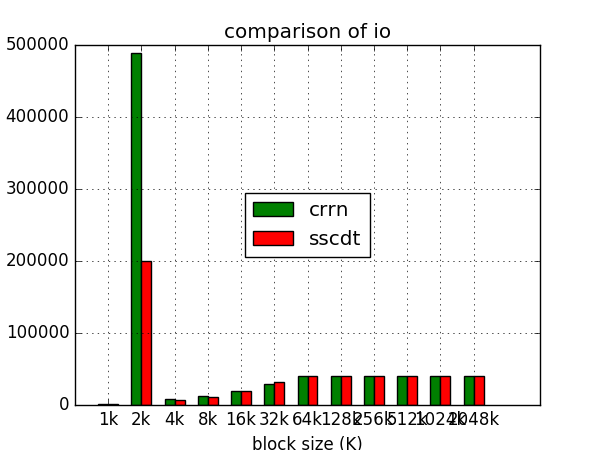 comparison of io
500000
400000
300000
200000
100000
0
crrn
sscdt
1k 2k 4k 8k 16k 32k 64k 128k 256k 512k 1024k 2048k
block size (K)